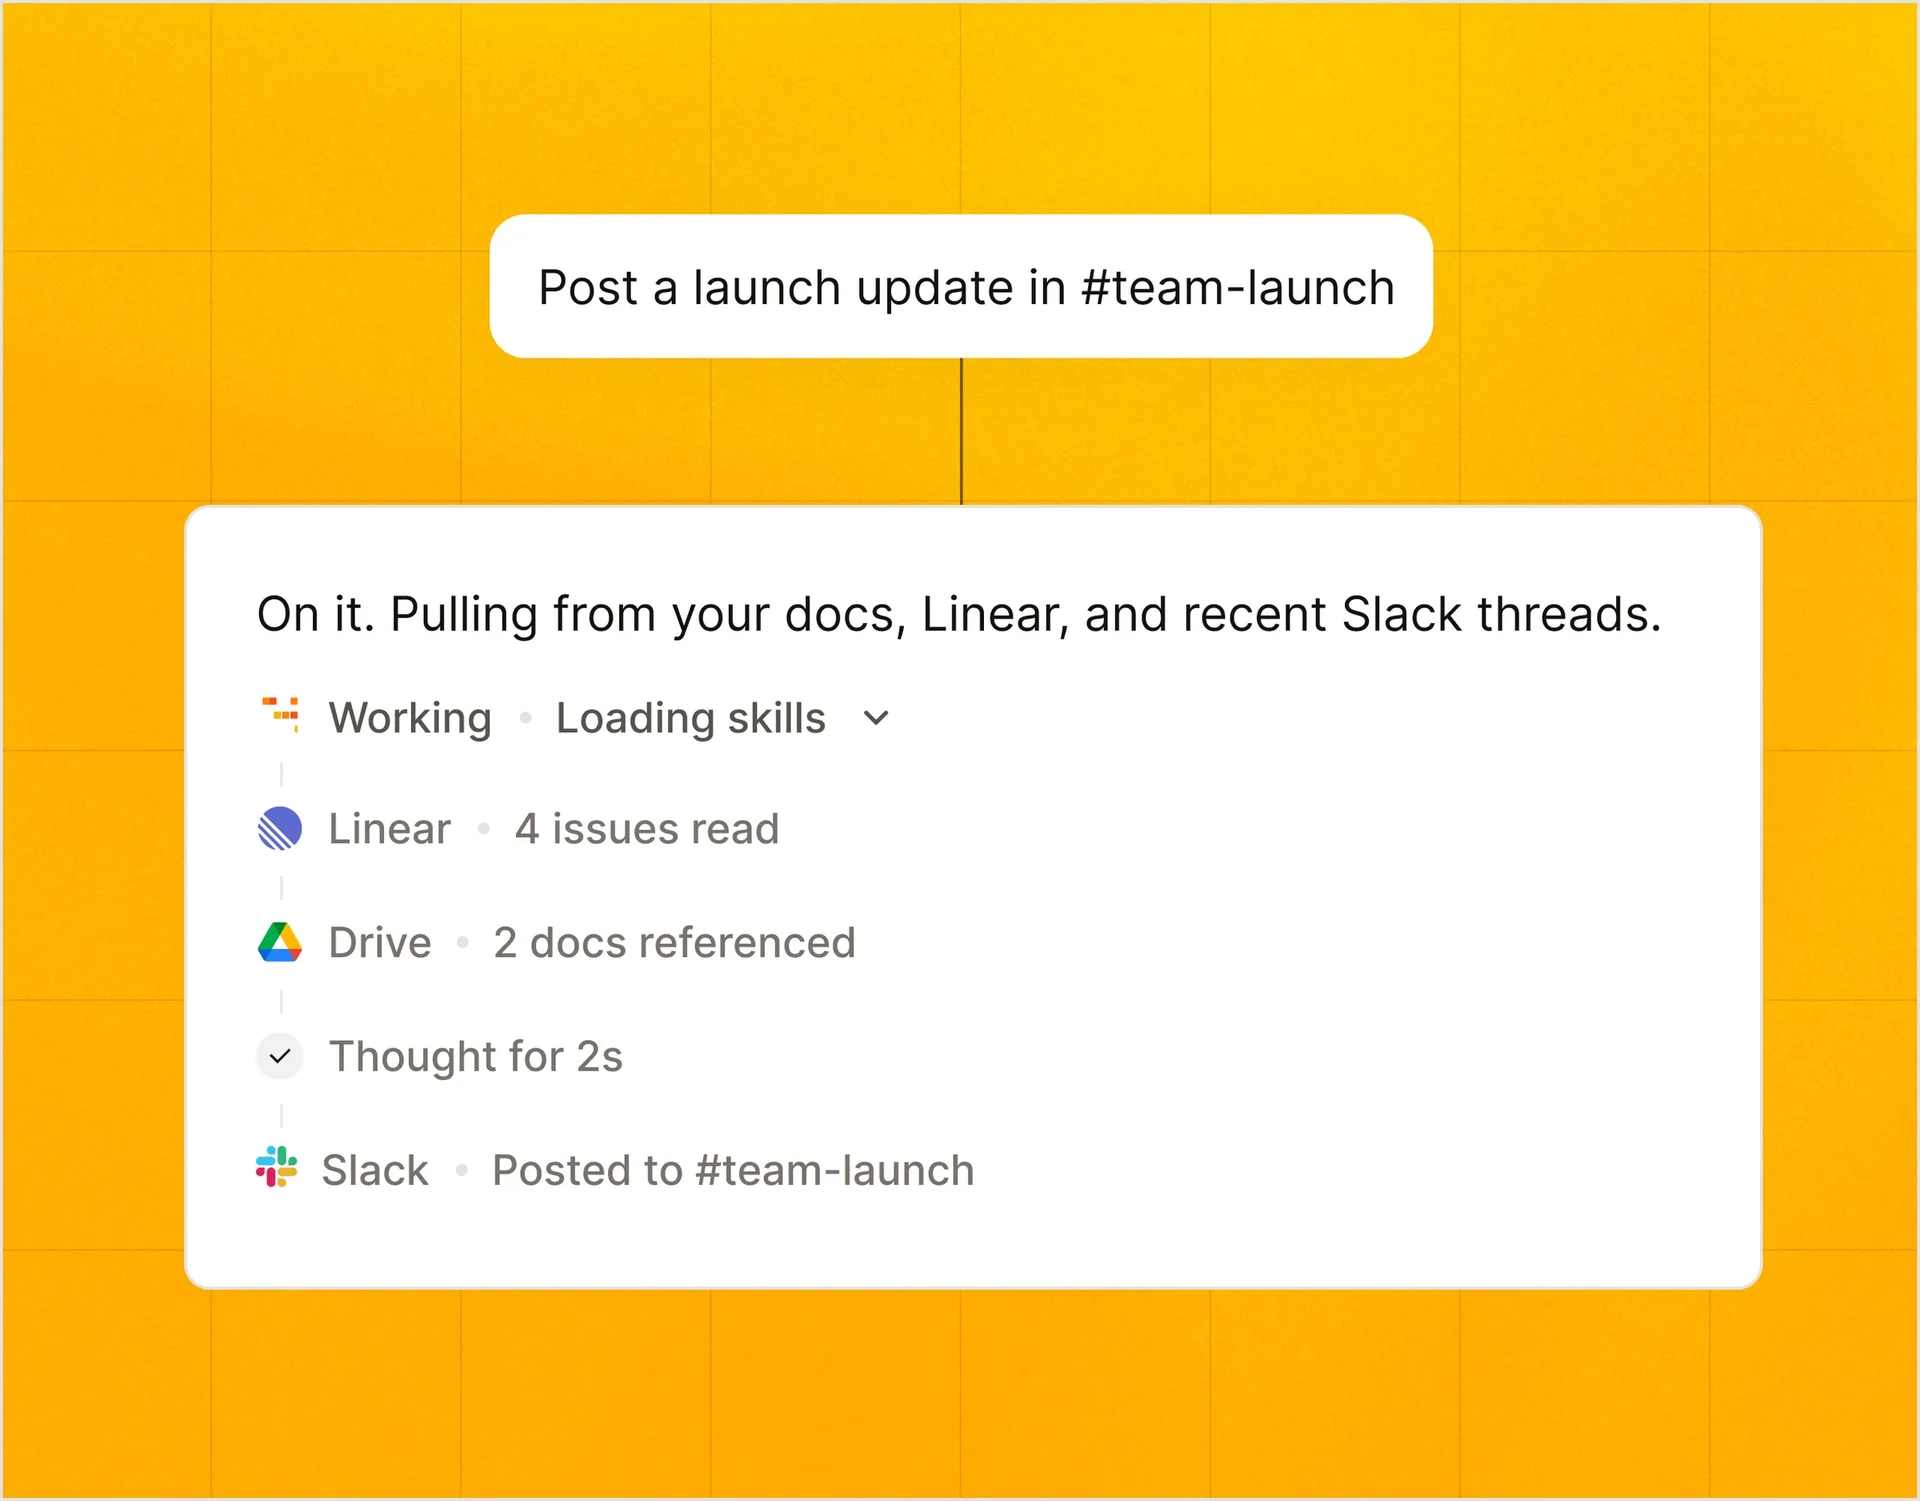 Post a launch update in #team-launch
On it. Pulling from your docs, Linear, and recent Slack threads.
Working • Loading skills
Linear • 4 issues read
Drive • 2 docs referenced
Thought for 2s
Slack • Posted to #team-launch